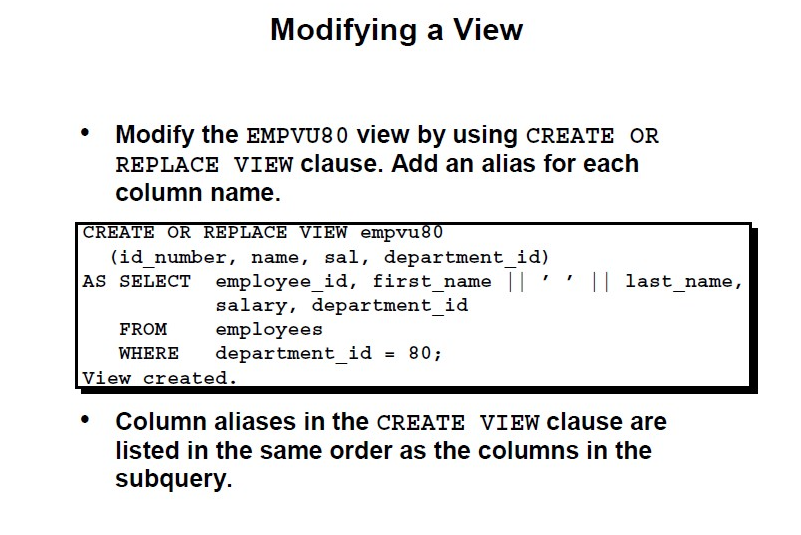 Modifying a View
• Modify the EMPVU80 view by using CREATE OR
REPLACE VIEW clause. Add an alias for each
column name.
CREATE OR REPLACE VIEW empvu80
(id_number, name, sal, department_id)
AS SELECT employee_id, first_name || ’ ’ || last_name,
salary, department_id
FROM employees
WHERE department_id = 80;
View created.
• Column aliases in the CREATE VIEW clause are
listed in the same order as the columns in the
subquery.